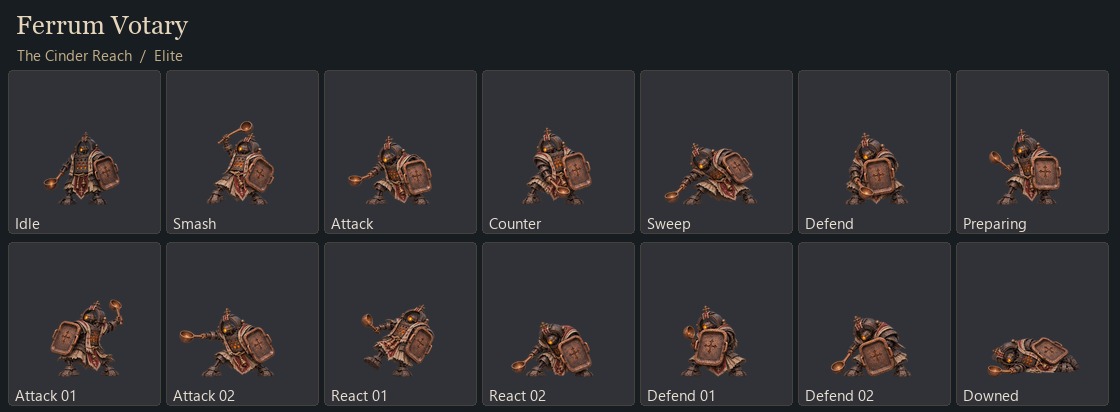 Ferrum Votary
The Cinder Reach / Elite
Idle
Smash
Attack
Counter
Sweep
Defend
Preparing
Attack 01
Attack 02
React 01
React 02
Defend 01
Defend 02
Downed